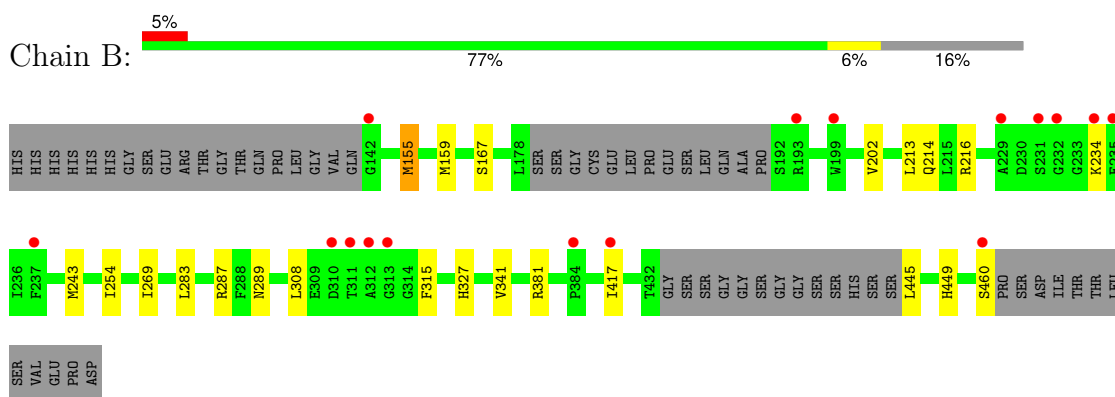 Chain B:
5%
77% 6% 16%
HIS HIS HIS HIS HIS HIS GLY SER GLU ARG THR GLY THR GLN PRO LEU GLY VAL GLN G142 M155 M159 S167 L178 SER SER GLY CYS GLU LEU PRO GLU SER LEU GLN ALA PRO S192 R193 W199 V202 L213 Q214 L215 R216 A229 D230 S231 G232 G233 K234 E235
I236 F237 M243 I254 I269 L283 R287 F288 N289 L308 E309 D310 T311 A312 G313 G314 F315 H327 V341 R381 P384 I417 T432 GLY SER SER GLY GLY SER GLY GLY SER SER HIS SER SER L445 H449 S460 PRO SER ASP ILE THR THR LEU
SER VAL GLU PRO ASP